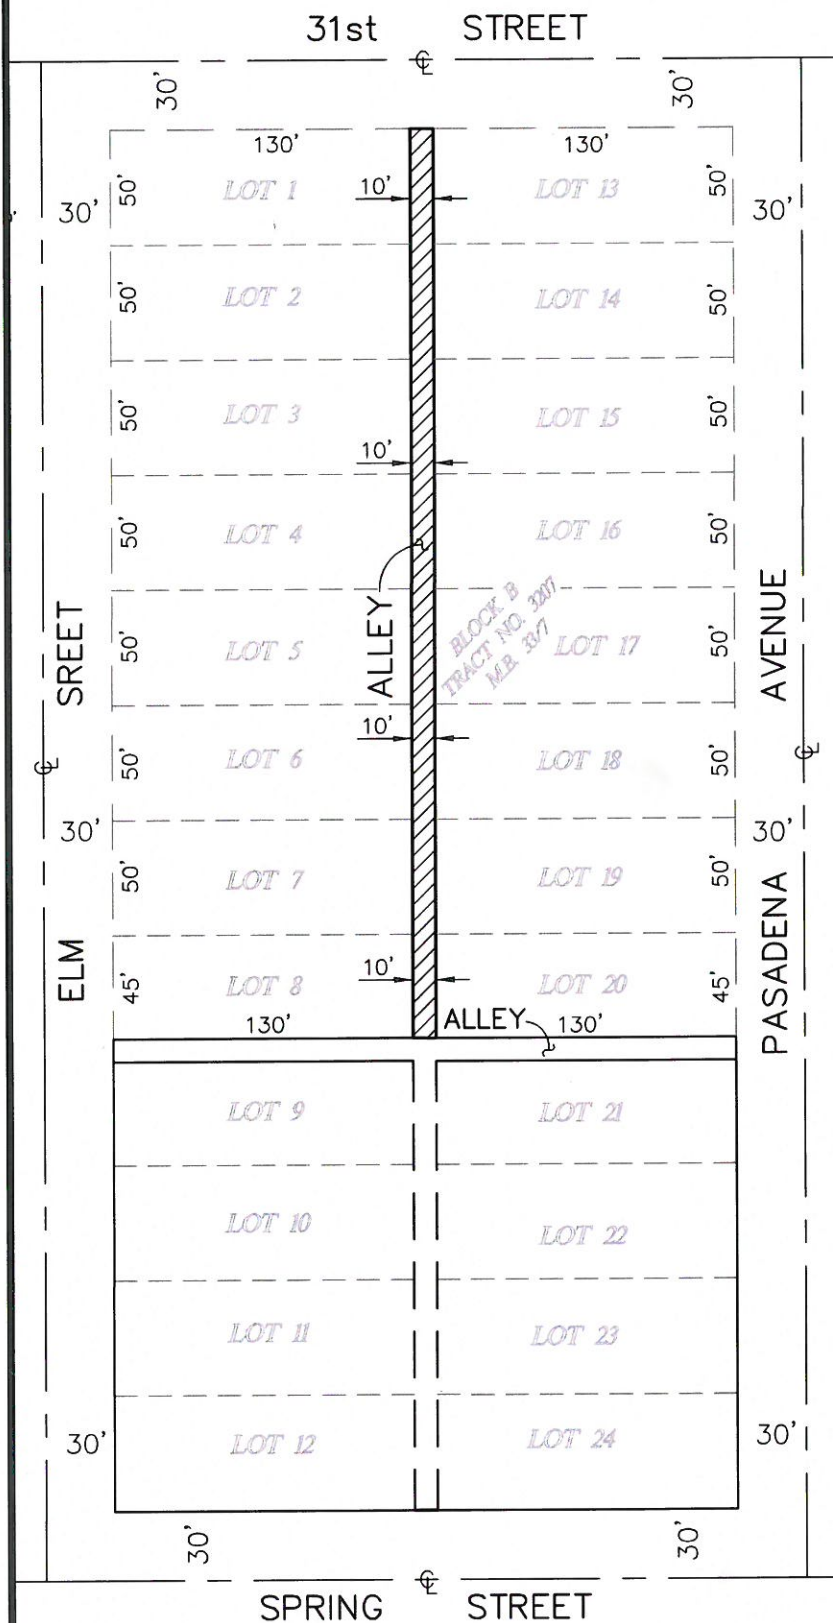 31st STREET
℄
30' 30'
130' 130'
50' LOT 1 10' LOT 13 50'
30' 30'
50' LOT 2 LOT 14 50'
50' LOT 3 LOT 15 50'
10'
50' LOT 4 LOT 16 50'
ALLEY
BLOCK B
TRACT NO. 3207
M.B. 33/7
50' LOT 5 LOT 17 50'
10'
50' LOT 6 LOT 18 50'
℄ ℄
30' 30'
50' LOT 7 LOT 19 50'
45' LOT 8 10' LOT 20 45'
130' ALLEY 130'
ELM SREET
PASADENA AVENUE
LOT 9 LOT 21
LOT 10 LOT 22
LOT 11 LOT 23
30' LOT 12 LOT 24 30'
30' 30'
℄
SPRING STREET